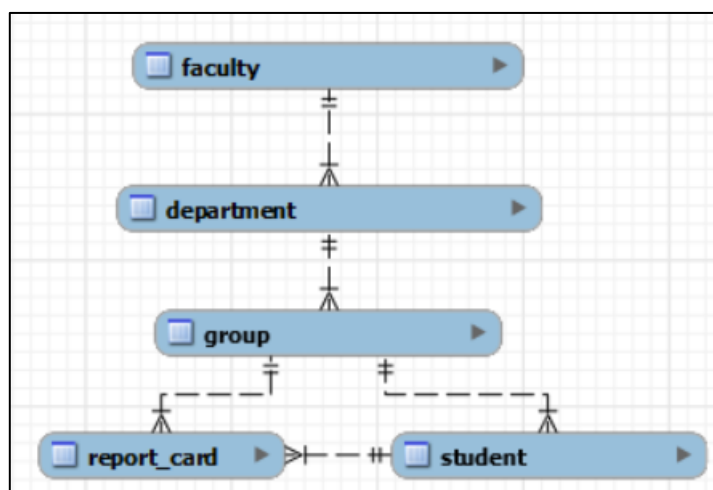 faculty
department
group
report_card
student